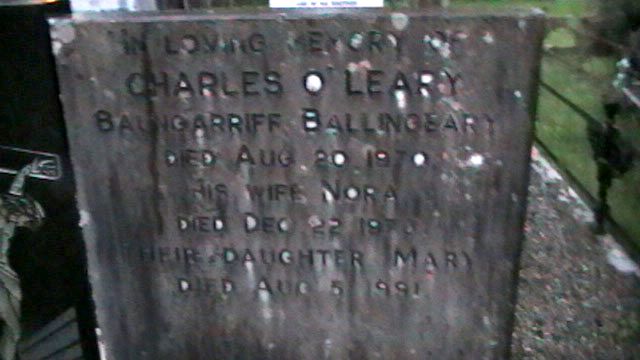 IN LOVING MEMORY OF
CHARLES O'LEARY
BAUNGARRIFF BALLINGEARY
DIED AUG 20 1970
HIS WIFE NORA
DIED DEC 22
THEIR DAUGHTER MARY
DIED AUG 5 1991